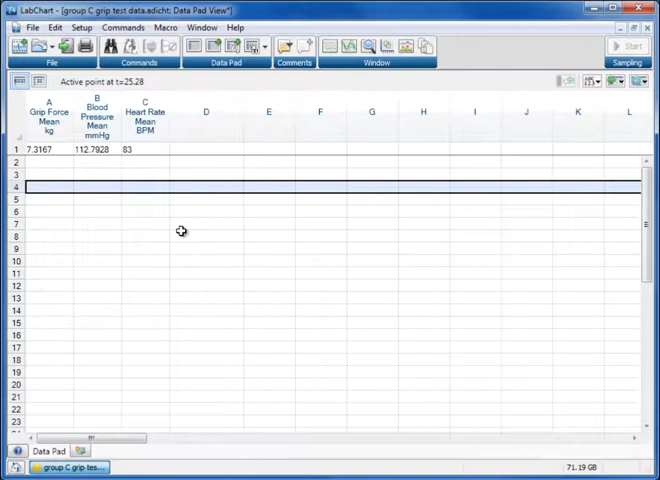 LabChart - [group C grip test data.adicht: Data Pad View*]
File Edit Setup Commands Macro Window Help
Start
File Commands Data Pad Comments Window Sampling
Active point at t=25.28
A B C D E F G H I J K L
Grip Force Mean kg
Blood Pressure Mean mmHg
Heart Rate Mean BPM
1 7.3167 112.7928 83
2
3
4
5
6
7
8
9
10
11
12
13
14
15
16
17
18
19
20
21
22
23
Data Pad
group C grip tes...
71.19 GB